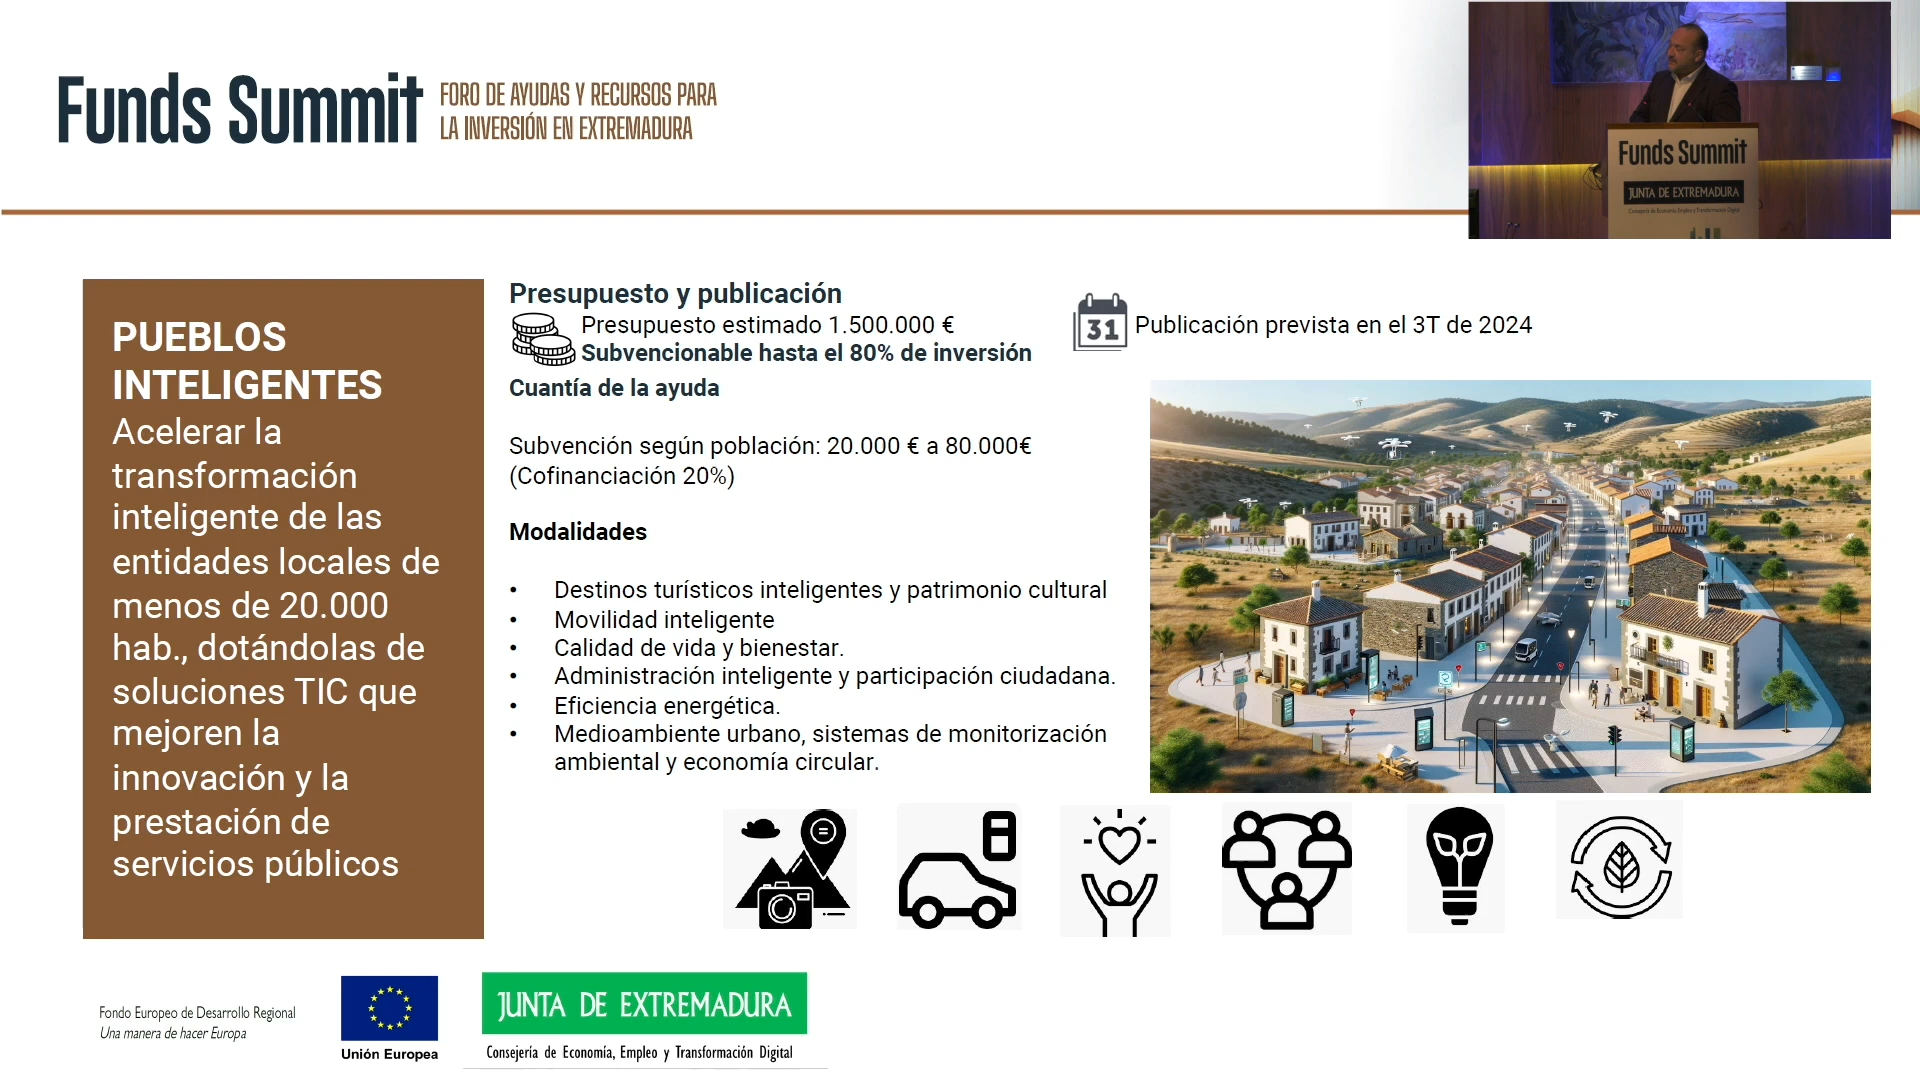 Funds Summit
FORO DE AYUDAS Y RECURSOS PARA
LA INVERSIÓN EN EXTREMADURA
Funds Summit
JUNTA DE EXTREMADURA
Consejería de Economía, Empleo y Transformación Digital
PUEBLOS
INTELIGENTES
Acelerar la
transformación
inteligente de las
entidades locales de
menos de 20.000
hab., dotándolas de
soluciones TIC que
mejoren la
innovación y la
prestación de
servicios públicos
Presupuesto y publicación
Presupuesto estimado 1.500.000 €
Subvencionable hasta el 80% de inversión
31
Publicación prevista en el 3T de 2024
Cuantía de la ayuda
Subvención según población: 20.000 € a 80.000€
(Cofinanciación 20%)
Modalidades
• Destinos turísticos inteligentes y patrimonio cultural
• Movilidad inteligente
• Calidad de vida y bienestar.
• Administración inteligente y participación ciudadana.
• Eficiencia energética.
• Medioambiente urbano, sistemas de monitorización
ambiental y economía circular.
Fondo Europeo de Desarrollo Regional
Una manera de hacer Europa
Unión Europea
JUNTA DE EXTREMADURA
Consejería de Economía, Empleo y Transformación Digital